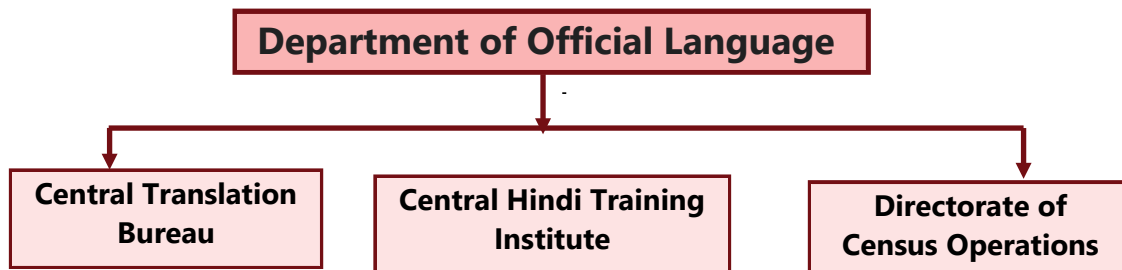 Department of Official Language
-
Central Translation
Bureau
Central Hindi Training
Institute
Directorate of
Census Operations